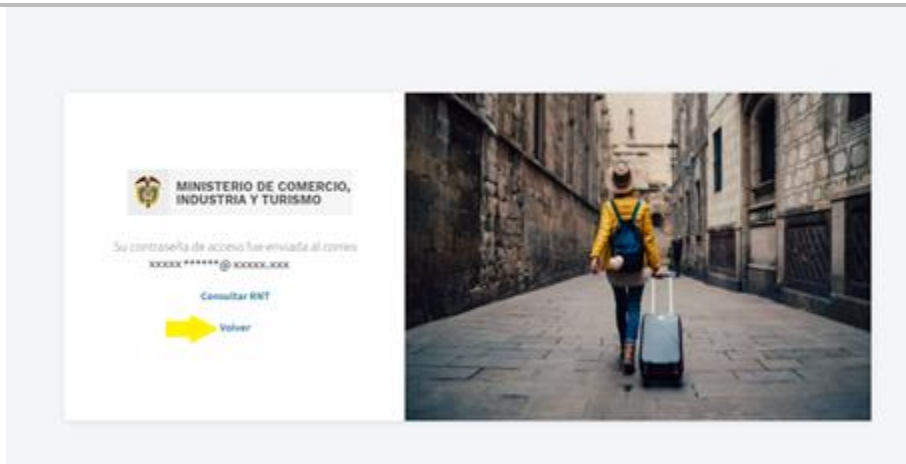 MINISTERIO DE COMERCIO,
INDUSTRIA Y TURISMO
Su contraseña de acceso fue enviada al correo
xxxxx******@xxxxx.xxx
Consultar RNT
Volver